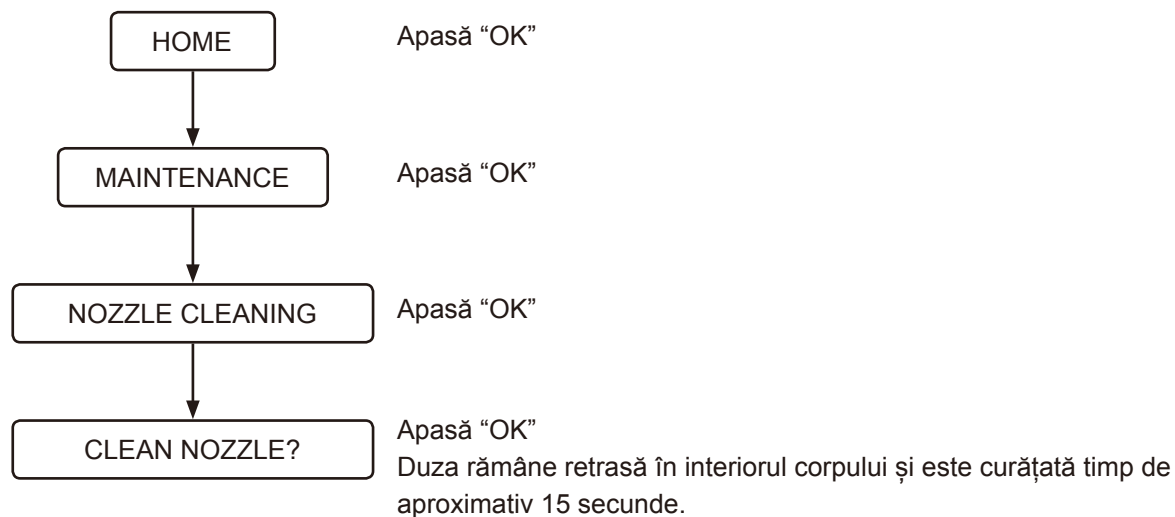 HOME
Apasă “OK”
MAINTENANCE
Apasă “OK”
NOZZLE CLEANING
Apasă “OK”
CLEAN NOZZLE?
Apasă “OK”
Duza rămâne retrasă în interiorul corpului și este curățată timp de
aproximativ 15 secunde.